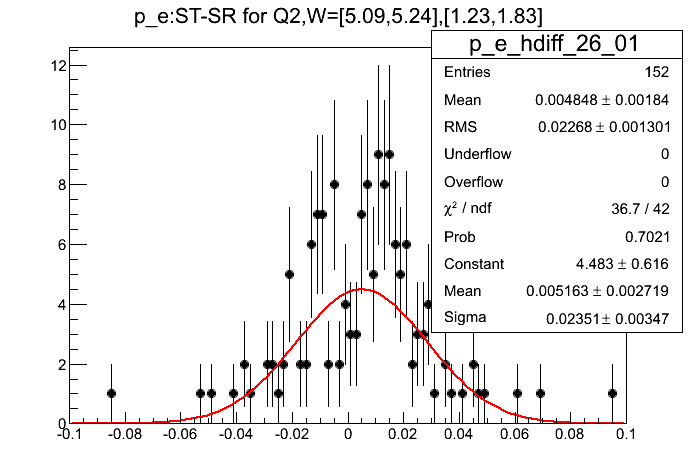 p_e:ST-SR for Q2,W=[5.09,5.24],[1.23,1.83]
p_e_hdiff_26_01
Entries 152
Mean 0.004848 ± 0.00184
RMS 0.02268 ± 0.001301
Underflow 0
Overflow 0
χ² / ndf 36.7 / 42
Prob 0.7021
Constant 4.483 ± 0.616
Mean 0.005163 ± 0.002719
Sigma 0.02351 ± 0.00347
12
10
8
6
4
2
0
-0.1 -0.08 -0.06 -0.04 -0.02 0 0.02 0.04 0.06 0.08 0.1